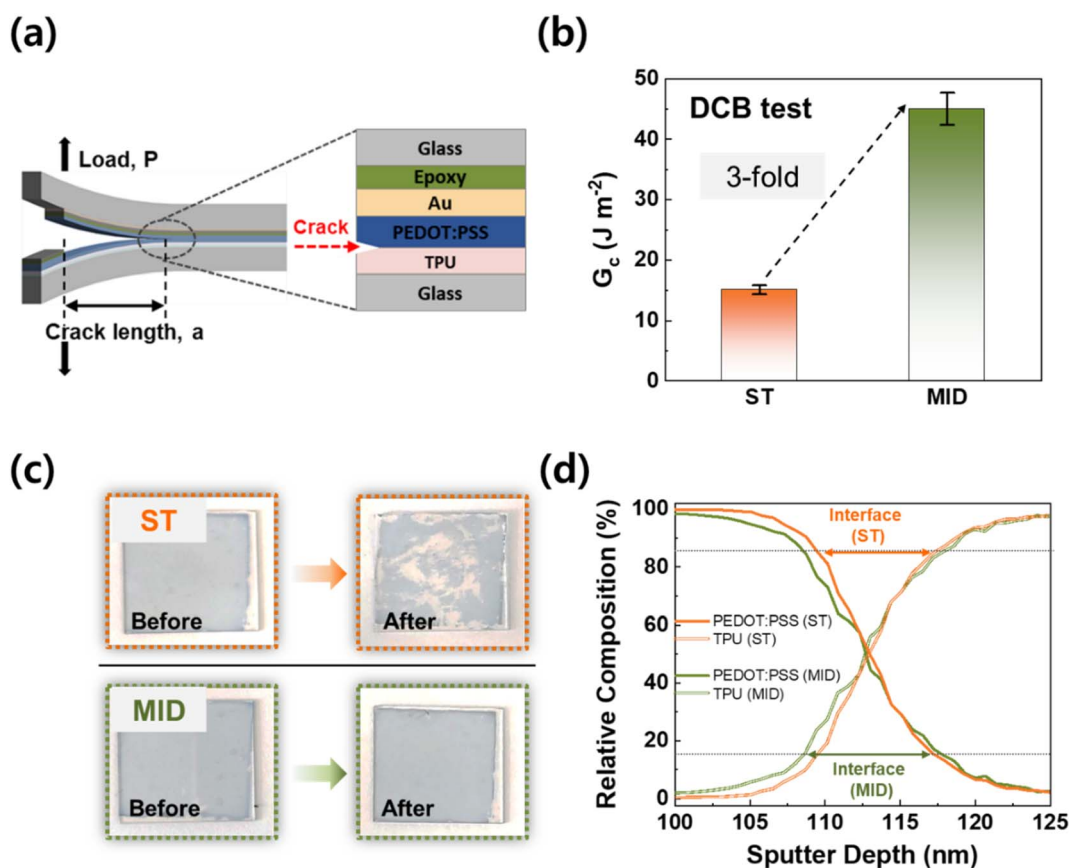 (a)
Load, P
Crack length, a
Crack
Glass
Epoxy
Au
PEDOT:PSS
TPU
Glass
(b)
DCB test
3-fold
G_c (J m⁻²)
50
40
30
20
10
0
ST
MID
(c)
ST
Before
After
MID
Before
After
(d)
Relative Composition (%)
100
80
60
40
20
0
Interface
(ST)
PEDOT:PSS (ST)
TPU (ST)
PEDOT:PSS (MID)
TPU (MID)
Interface
(MID)
100
105
110
115
120
125
Sputter Depth (nm)